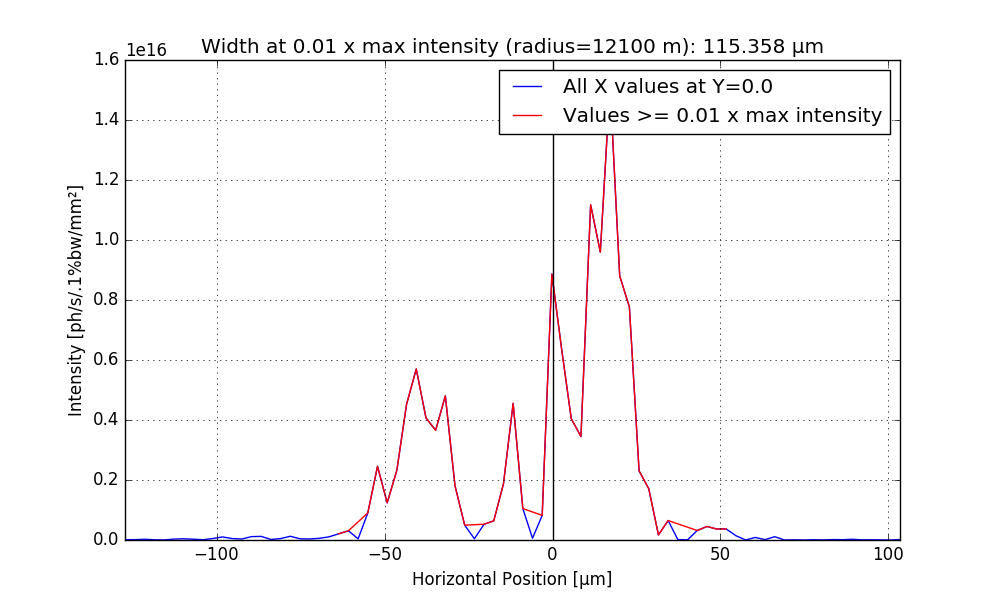 Width at 0.01 x max intensity (radius=12100 m): 115.358 µm
1e16
All X values at Y=0.0
Values >= 0.01 x max intensity
1.6
1.4
1.2
1.0
0.8
0.6
0.4
0.2
0.0
Intensity [ph/s/.1%bw/mm²]
−100
−50
0
50
100
Horizontal Position [µm]